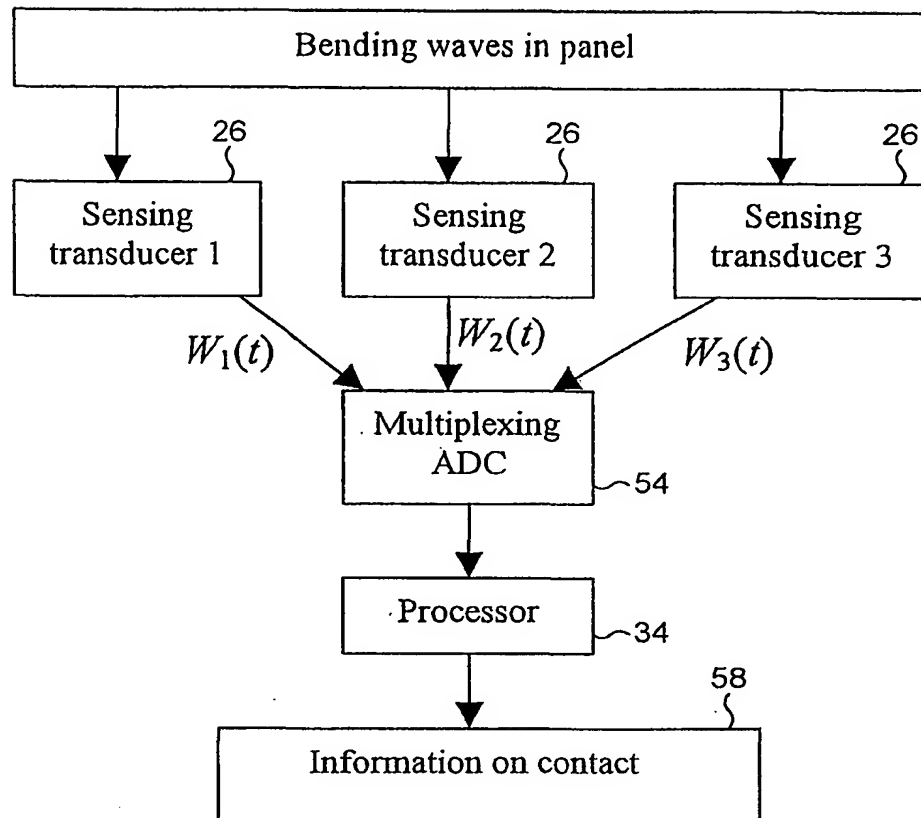 Bending waves in panel
26
26
26
Sensing
transducer 1
Sensing
transducer 2
Sensing
transducer 3
W₁(t)
W₂(t)
W₃(t)
Multiplexing
ADC
54
Processor
34
58
Information on contact